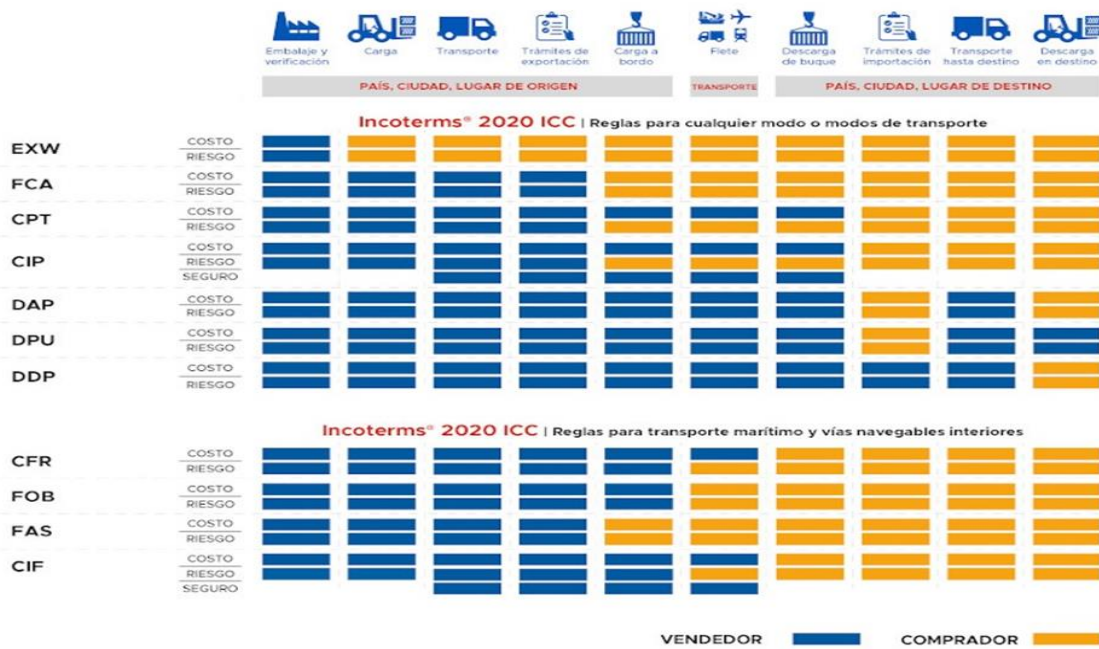 Embalaje y verificación
Carga
Transporte
Trámites de exportación
Carga a bordo
Flete
Descarga de buque
Trámites de importación
Transporte hasta destino
Descarga en destino
PAÍS, CIUDAD, LUGAR DE ORIGEN
TRANSPORTE
PAÍS, CIUDAD, LUGAR DE DESTINO
Incoterms® 2020 ICC | Reglas para cualquier modo o modos de transporte
EXW
COSTO
RIESGO
FCA
COSTO
RIESGO
CPT
COSTO
RIESGO
CIP
COSTO
RIESGO
SEGURO
DAP
COSTO
RIESGO
DPU
COSTO
RIESGO
DDP
COSTO
RIESGO
Incoterms® 2020 ICC | Reglas para transporte marítimo y vías navegables interiores
CFR
COSTO
RIESGO
FOB
COSTO
RIESGO
FAS
COSTO
RIESGO
CIF
COSTO
RIESGO
SEGURO
VENDEDOR
COMPRADOR